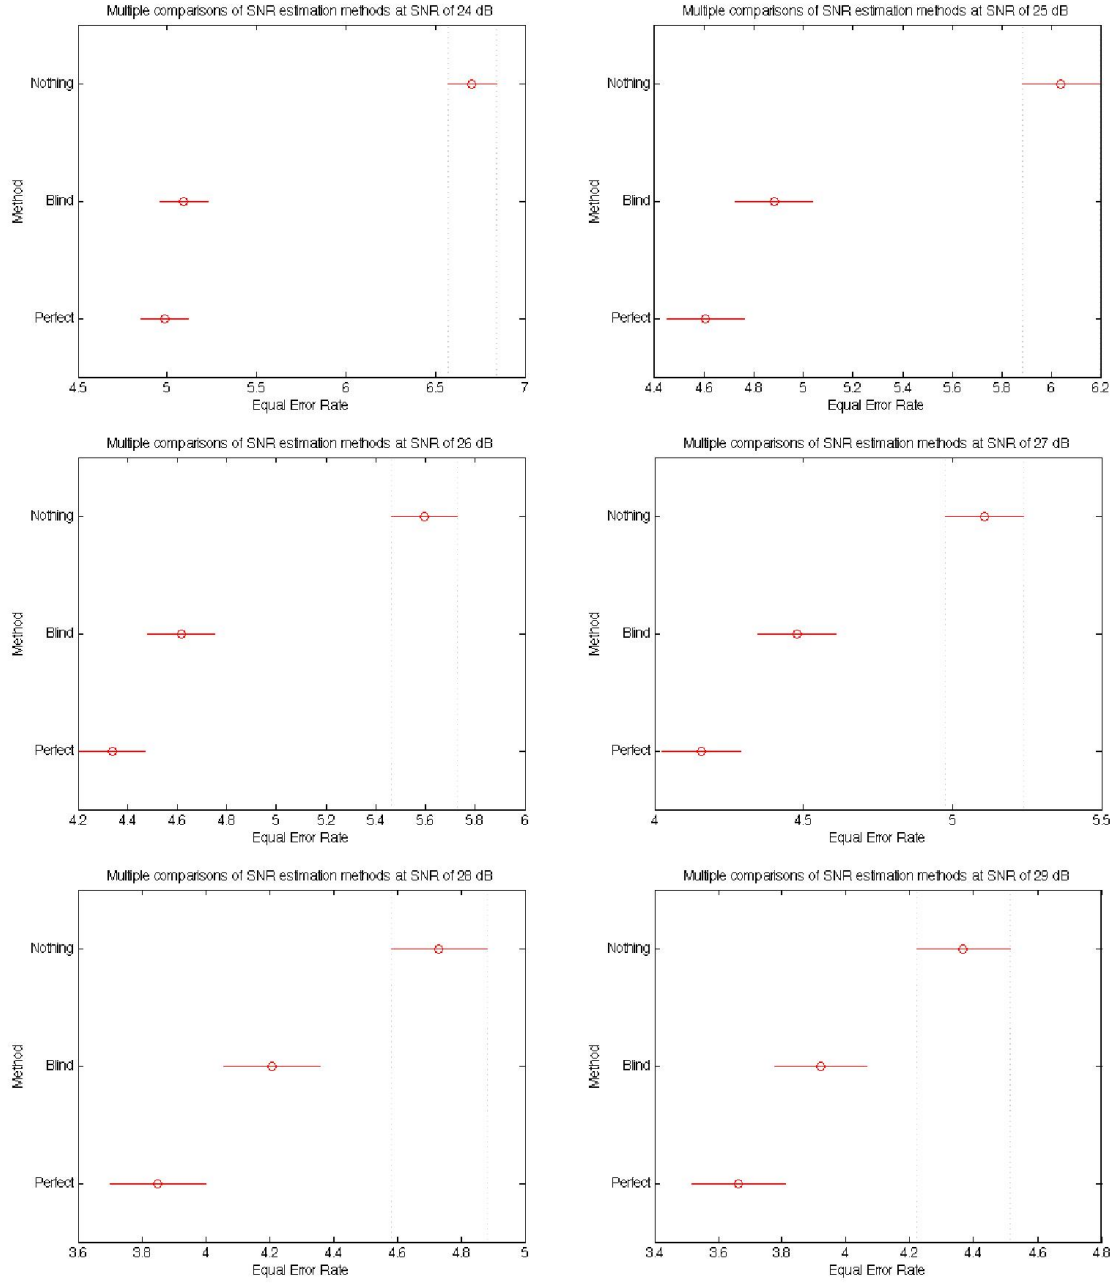 Multiple comparisons of SNR estimation methods at SNR of 24 dB
Nothing
Blind
Perfect
Method
4.5 5 5.5 6 6.5 7
Equal Error Rate
Multiple comparisons of SNR estimation methods at SNR of 25 dB
Nothing
Blind
Perfect
Method
4.4 4.6 4.8 5 5.2 5.4 5.6 5.8 6 6.2
Equal Error Rate
Multiple comparisons of SNR estimation methods at SNR of 26 dB
Nothing
Blind
Perfect
Method
4.2 4.4 4.6 4.8 5 5.2 5.4 5.6 5.8 6
Equal Error Rate
Multiple comparisons of SNR estimation methods at SNR of 27 dB
Nothing
Blind
Perfect
Method
4 4.5 5 5.5
Equal Error Rate
Multiple comparisons of SNR estimation methods at SNR of 28 dB
Nothing
Blind
Perfect
Method
3.6 3.8 4 4.2 4.4 4.6 4.8 5
Equal Error Rate
Multiple comparisons of SNR estimation methods at SNR of 29 dB
Nothing
Blind
Perfect
Method
3.4 3.6 3.8 4 4.2 4.4 4.6 4.8
Equal Error Rate